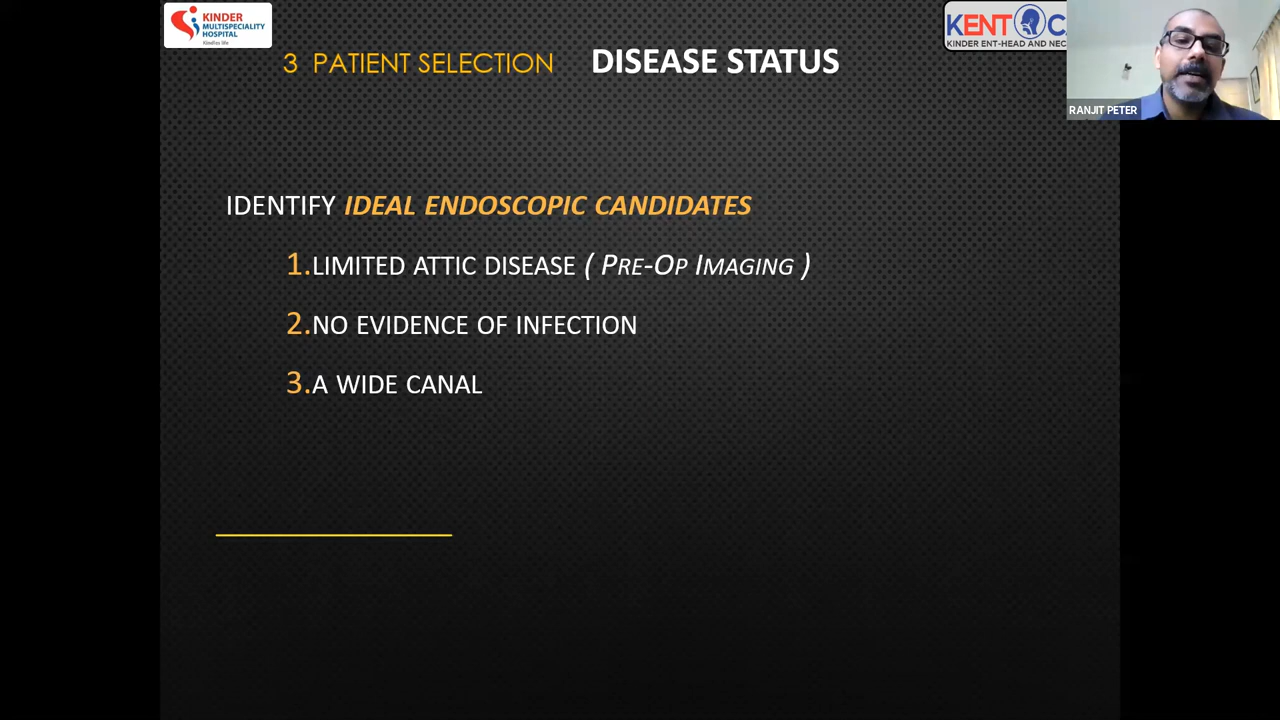 KINDER
MULTISPECIALITY
HOSPITAL
KENT
KINDER ENT-HEAD AND NEC
RANJIT PETER
3 PATIENT SELECTION DISEASE STATUS
IDENTIFY IDEAL ENDOSCOPIC CANDIDATES
1.LIMITED ATTIC DISEASE ( PRE-OP IMAGING )
2.NO EVIDENCE OF INFECTION
3.A WIDE CANAL